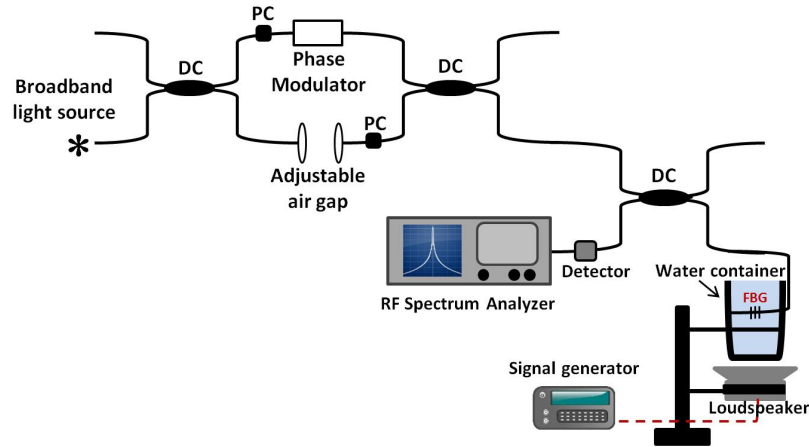 PC
DC
Phase
Modulator
DC
Broadband
light source
*
PC
Adjustable
air gap
DC
Detector
RF Spectrum Analyzer
Water container
FBG
Signal generator
Loudspeaker